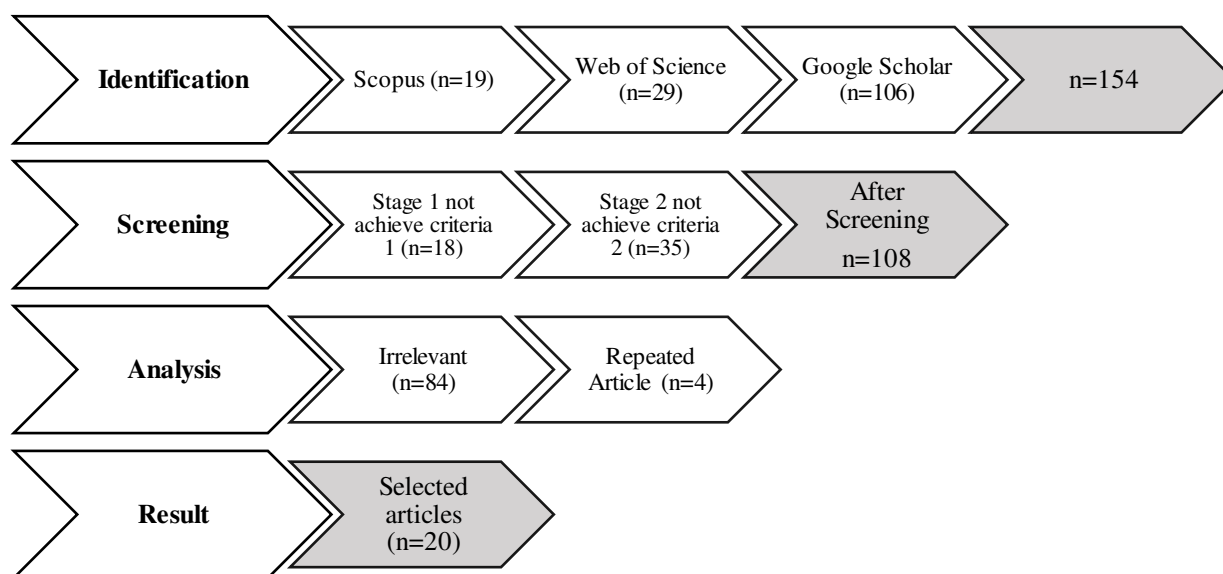 Identification
Scopus (n=19)
Web of Science
(n=29)
Google Scholar
(n=106)
n=154
Screening
Stage 1 not
achieve criteria
1 (n=18)
Stage 2 not
achieve criteria
2 (n=35)
After
Screening
n=108
Analysis
Irrelevant
(n=84)
Repeated
Article (n=4)
Result
Selected
articles
(n=20)